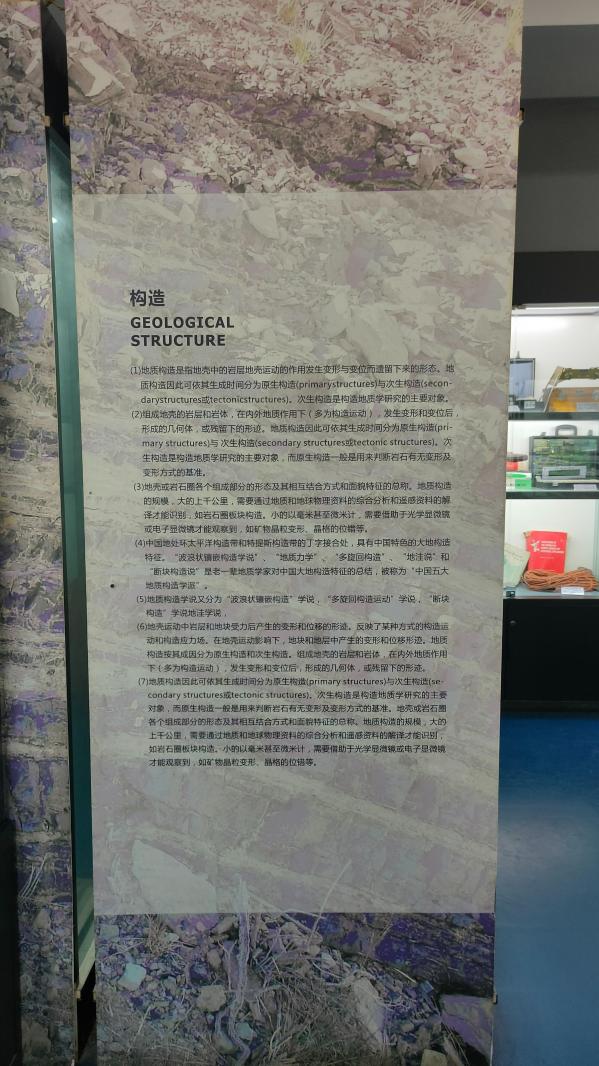 构造
GEOLOGICAL
STRUCTURE
(1)地质构造是指地壳中的岩层地壳运动的作用发生变形与变位而遗留下来的形态。地
质构造因此可依其生成时间分为原生构造(primarystructures)与次生构造(secon-
darystructures或tectonicstructures)。次生构造是构造地质学研究的主要对象。
(2)组成地壳的岩层和岩体，在内外地质作用下（多为构造运动），发生变形和变位后，
形成的几何体，或残留下的形迹。地质构造因此可依其生成时间分为原生构造(pri-
mary structures)与 次生构造(secondary structures或tectonic structures)。次
生构造是构造地质学研究的主要对象，而原生构造一般是用来判断岩石有无变形及
变形方式的基准。
(3)地壳或岩石圈各个组成部分的形态及其相互结合方式和面貌特征的总称。地质构造
的规模，大的上千公里，需要通过地质和地球物理资料的综合分析和遥感资料的解
译才能识别，如岩石圈板块构造。小的以毫米甚至微米计，需要借助于光学显微镜
或电子显微镜才能观察到，如矿物晶粒变形、晶格的位错等。
(4)中国地处环太平洋构造带和特提斯构造带的丁字接合处，具有中国特色的大地构造
特征。“波浪状镶嵌构造学说”、“地质力学”、“多旋回构造”、“地洼说”和
“断块构造说”是老一辈地质学家对中国大地构造特征的总结，被称为“中国五大
地质构造学派”。
(5)地质构造学说又分为“波浪状镶嵌构造”学说，“多旋回构造运动”学说，“断块
构造”学说地洼学说，
(6)地壳运动中岩层和地块受力后产生的变形和位移的形迹。反映了某种方式的构造运
动和构造应力场。在地壳运动影响下，地块和地层中产生的变形和位移形迹。地质
构造按其成因分为原生构造和次生构造。组成地壳的岩层和岩体，在内外地质作用
下（多为构造运动），发生变形和变位后，形成的几何体，或残留下的形迹。
(7)地质构造因此可依其生成时间分为原生构造(primary structures)与次生构造(se-
condary structures或tectonic structures)。次生构造是构造地质学研究的主要
对象，而原生构造一般是用来判断岩石有无变形及变形方式的基准。地壳或岩石圈
各个组成部分的形态及其相互结合方式和面貌特征的总称。地质构造的规模，大的
上千公里，需要通过地质和地球物理资料的综合分析和遥感资料的解译才能识别，
如岩石圈板块构造。小的以毫米甚至微米计，需要借助于光学显微镜或电子显微镜
才能观察到，如矿物晶粒变形、晶格的位错等。